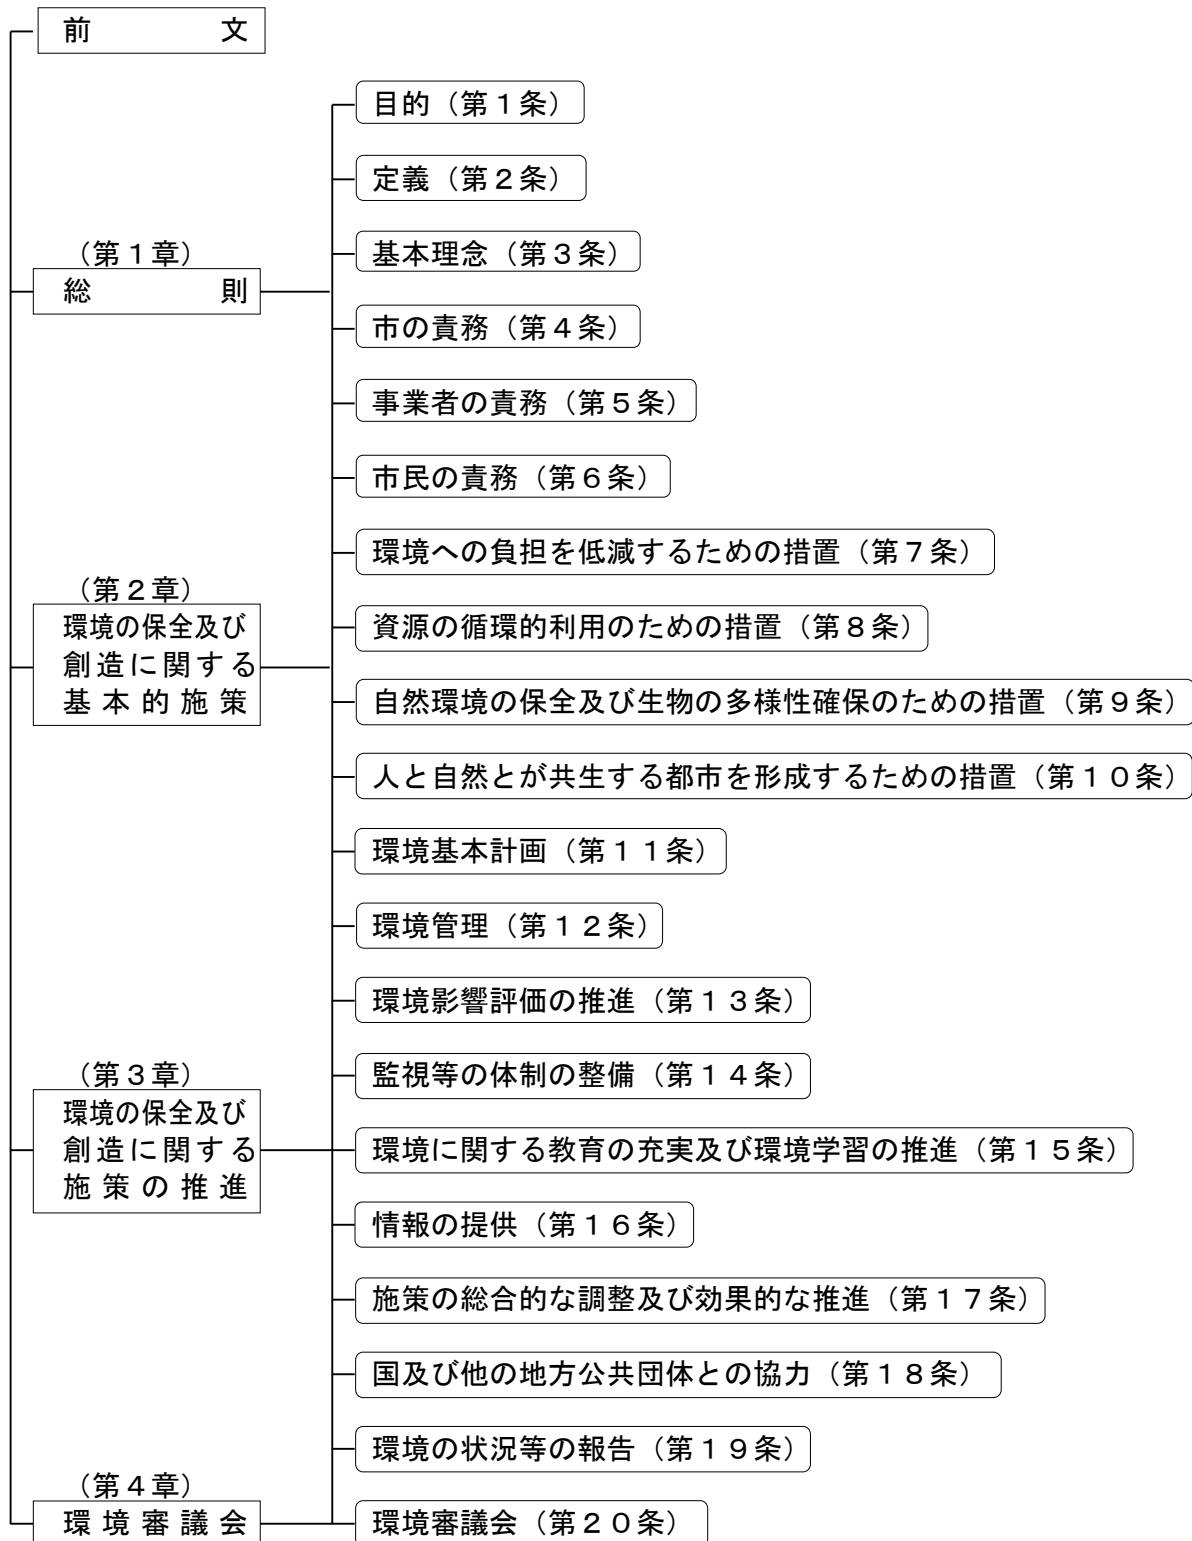 前　　　文
目的（第１条）
定義（第２条）
（第１章）
基本理念（第３条）
総　　　則
市の責務（第４条）
事業者の責務（第５条）
市民の責務（第６条）
環境への負担を低減するための措置（第７条）
（第２章）
環境の保全及び
創造に関する
基本的施策
資源の循環的利用のための措置（第８条）
自然環境の保全及び生物の多様性確保のための措置（第９条）
人と自然とが共生する都市を形成するための措置（第１０条）
環境基本計画（第１１条）
環境管理（第１２条）
環境影響評価の推進（第１３条）
監視等の体制の整備（第１４条）
（第３章）
環境の保全及び
創造に関する
施策の推進
環境に関する教育の充実及び環境学習の推進（第１５条）
情報の提供（第１６条）
施策の総合的な調整及び効果的な推進（第１７条）
国及び他の地方公共団体との協力（第１８条）
環境の状況等の報告（第１９条）
（第４章）
環境審議会
環境審議会（第２０条）